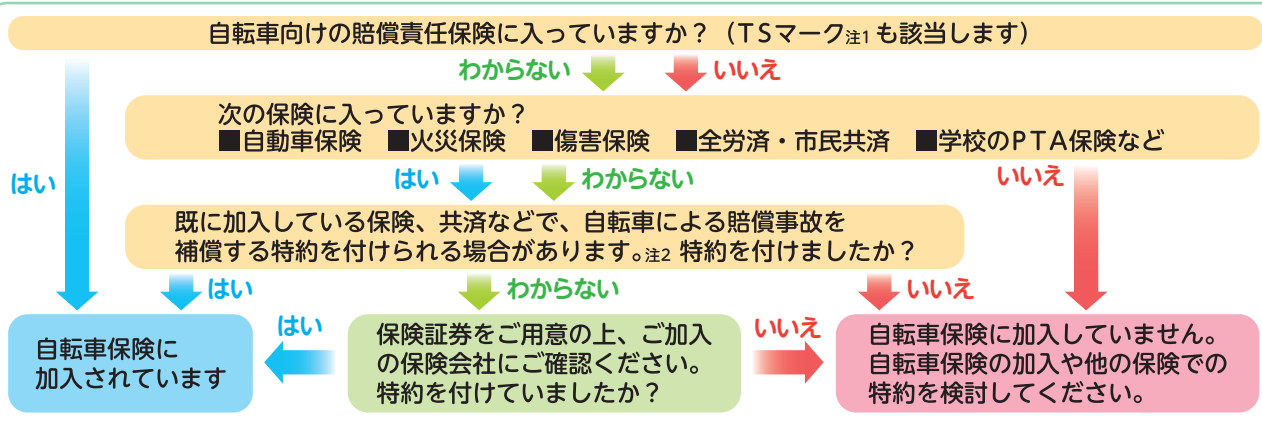 自転車向けの賠償責任保険に入っていますか？（TSマーク注1も該当します）
わからない
いいえ
次の保険に入っていますか？
■自動車保険 ■火災保険 ■傷害保険 ■全労済・市民共済 ■学校のPTA保険など
はい
はい
わからない
いいえ
既に加入している保険、共済などで、自転車による賠償事故を
補償する特約を付けられる場合があります。注2 特約を付けましたか？
はい
わからない
いいえ
自転車保険に
加入されています
はい
保険証券をご用意の上、ご加入
の保険会社にご確認ください。
特約を付けていましたか？
いいえ
自転車保険に加入していません。
自転車保険の加入や他の保険での
特約を検討してください。